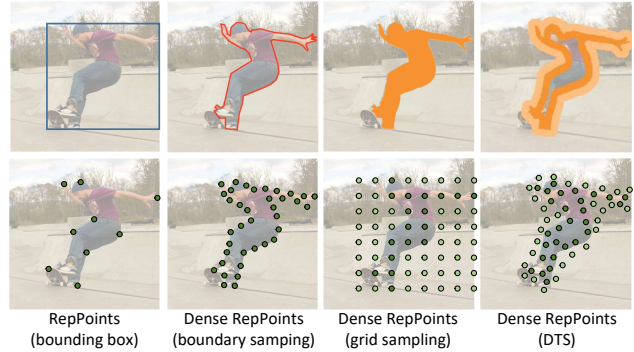 RepPoints Dense RepPoints Dense RepPoints Dense RepPoints
(bounding box) (boundary samping) (grid sampling) (DTS)